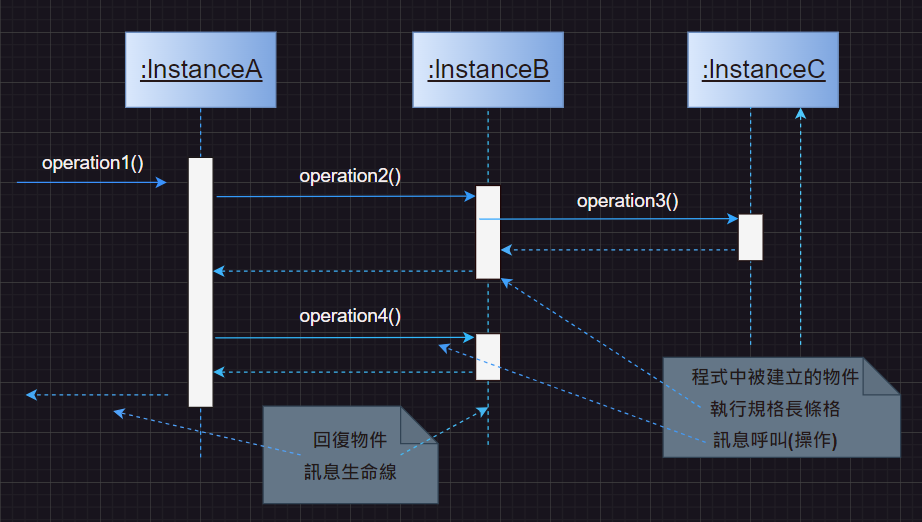 :InstanceA
:InstanceB
:InstanceC
operation1()
operation2()
operation3()
operation4()
程式中被建立的物件
執行規格長條格
訊息呼叫(操作)
回復物件
訊息生命線